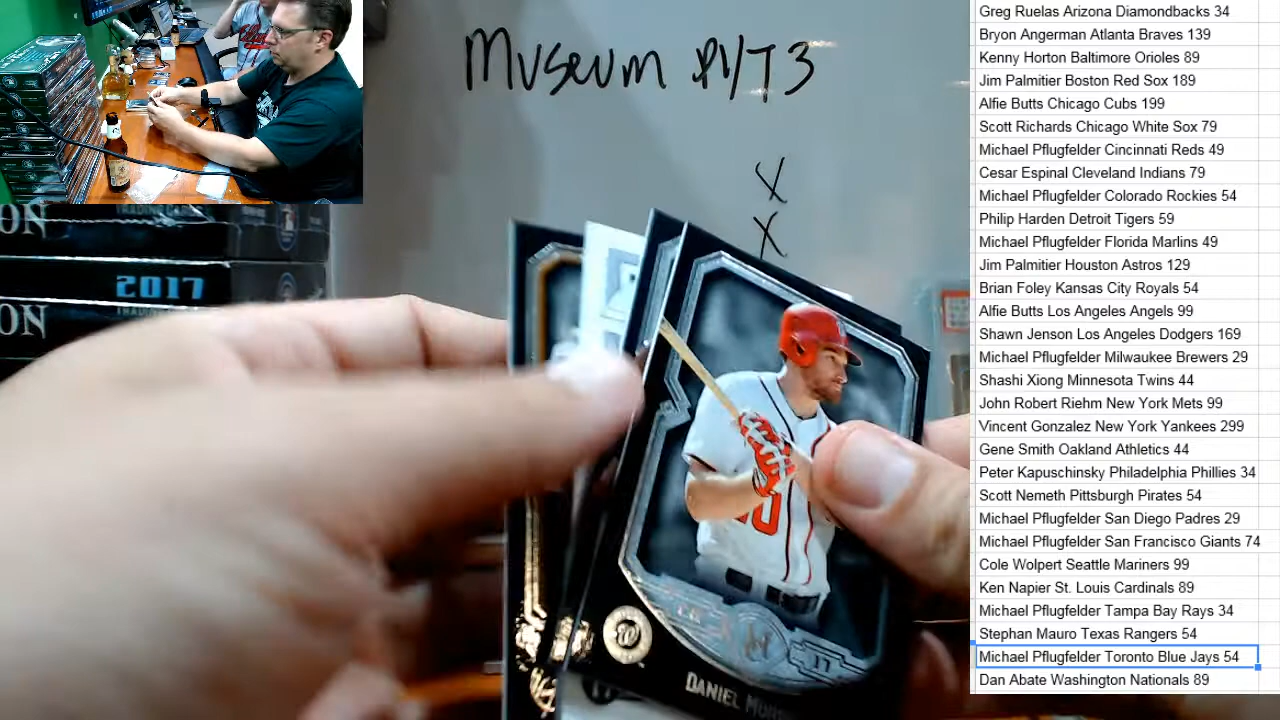 Museum P1/T3
X
X
ON
TRADING CA
2017
TRADING
ON
DANIEL
17
W
Greg Ruelas Arizona Diamondbacks 34
Bryon Angerman Atlanta Braves 139
Kenny Horton Baltimore Orioles 89
Jim Palmitier Boston Red Sox 189
Alfie Butts Chicago Cubs 199
Scott Richards Chicago White Sox 79
Michael Pflugfelder Cincinnati Reds 49
Cesar Espinal Cleveland Indians 79
Michael Pflugfelder Colorado Rockies 54
Philip Harden Detroit Tigers 59
Michael Pflugfelder Florida Marlins 49
Jim Palmitier Houston Astros 129
Brian Foley Kansas City Royals 54
Alfie Butts Los Angeles Angels 99
Shawn Jenson Los Angeles Dodgers 169
Michael Pflugfelder Milwaukee Brewers 29
Shashi Xiong Minnesota Twins 44
John Robert Riehm New York Mets 99
Vincent Gonzalez New York Yankees 299
Gene Smith Oakland Athletics 44
Peter Kapuschinsky Philadelphia Phillies 34
Scott Nemeth Pittsburgh Pirates 54
Michael Pflugfelder San Diego Padres 29
Michael Pflugfelder San Francisco Giants 74
Cole Wolpert Seattle Mariners 99
Ken Napier St. Louis Cardinals 89
Michael Pflugfelder Tampa Bay Rays 34
Stephan Mauro Texas Rangers 54
Michael Pflugfelder Toronto Blue Jays 54
Dan Abate Washington Nationals 89